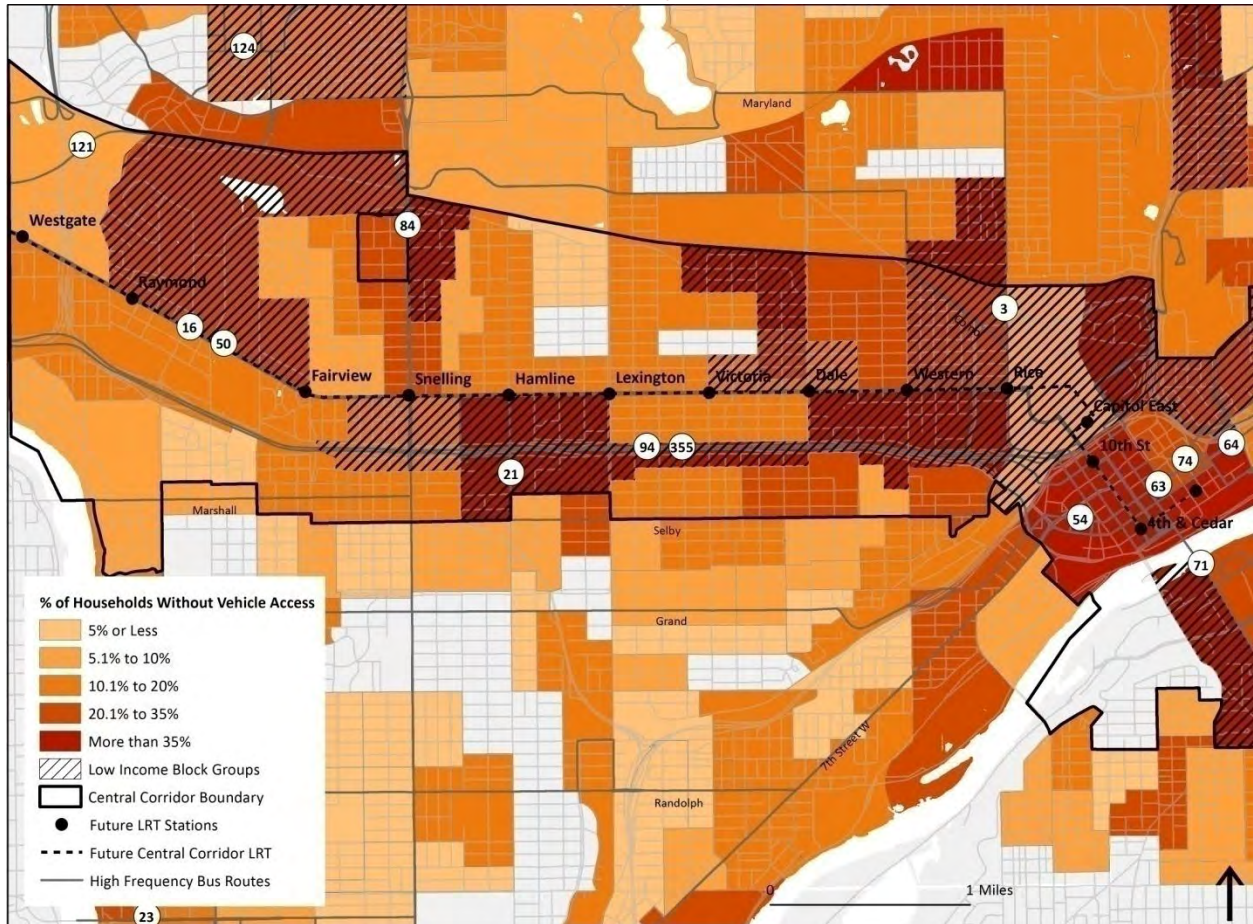 124
Maryland
121
Westgate
84
Raymond
16
50
3
Como
Fairview
Snelling
Hamline
Lexington
Victoria
Dale
Western
Rice
Capitol East
10th St
94
355
21
64
74
63
54
4th & Cedar
Marshall
Selby
71
Grand
7th Street W
Randolph
% of Households Without Vehicle Access
5% or Less
5.1% to 10%
10.1% to 20%
20.1% to 35%
More than 35%
Low Income Block Groups
Central Corridor Boundary
Future LRT Stations
Future Central Corridor LRT
High Frequency Bus Routes
23
0
1 Miles